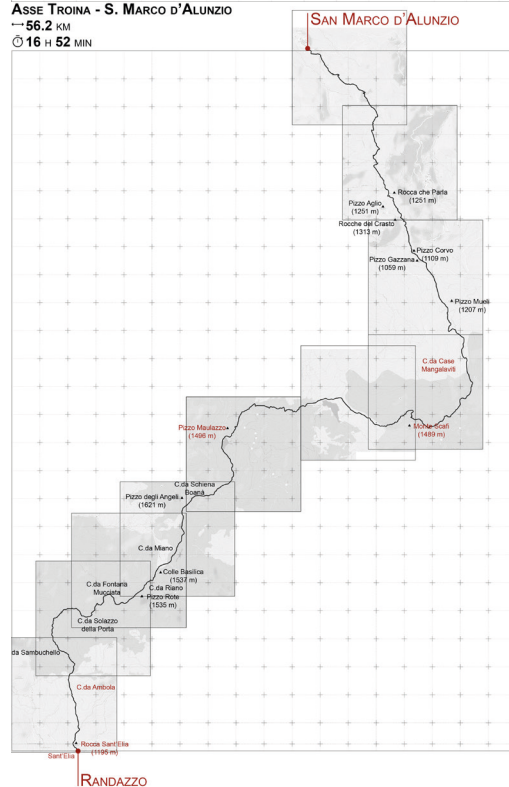 ASSE TROINA - S. MARCO D'ALUNZIO
56.2 KM
16 H 52 MIN
SAN MARCO D'ALUNZIO
Rocca che Parla
(1251 m)
Pizzo Aglio
(1251 m)
Rocche del Crasto
(1313 m)
Pizzo Corvo
(1109 m)
Pizzo Gazzana
(1059 m)
Pizzo Mueli
(1207 m)
C.da Case
Mangalaviti
Pizzo Maulazzo
(1496 m)
Monte Scafi
(1489 m)
C.da Schiena
Boana
Pizzo degli Angeli
(1621 m)
C.da Miano
Colle Basilica
(1537 m)
C.da Fontana
Mucciata
C.da Riano
Pizzo Rote
(1535 m)
C.da Solazzo
della Porta
da Sambuchello
C.da Ambola
Rocca Sant'Elia
(1195 m)
Sant'Elia
RANDAZZO